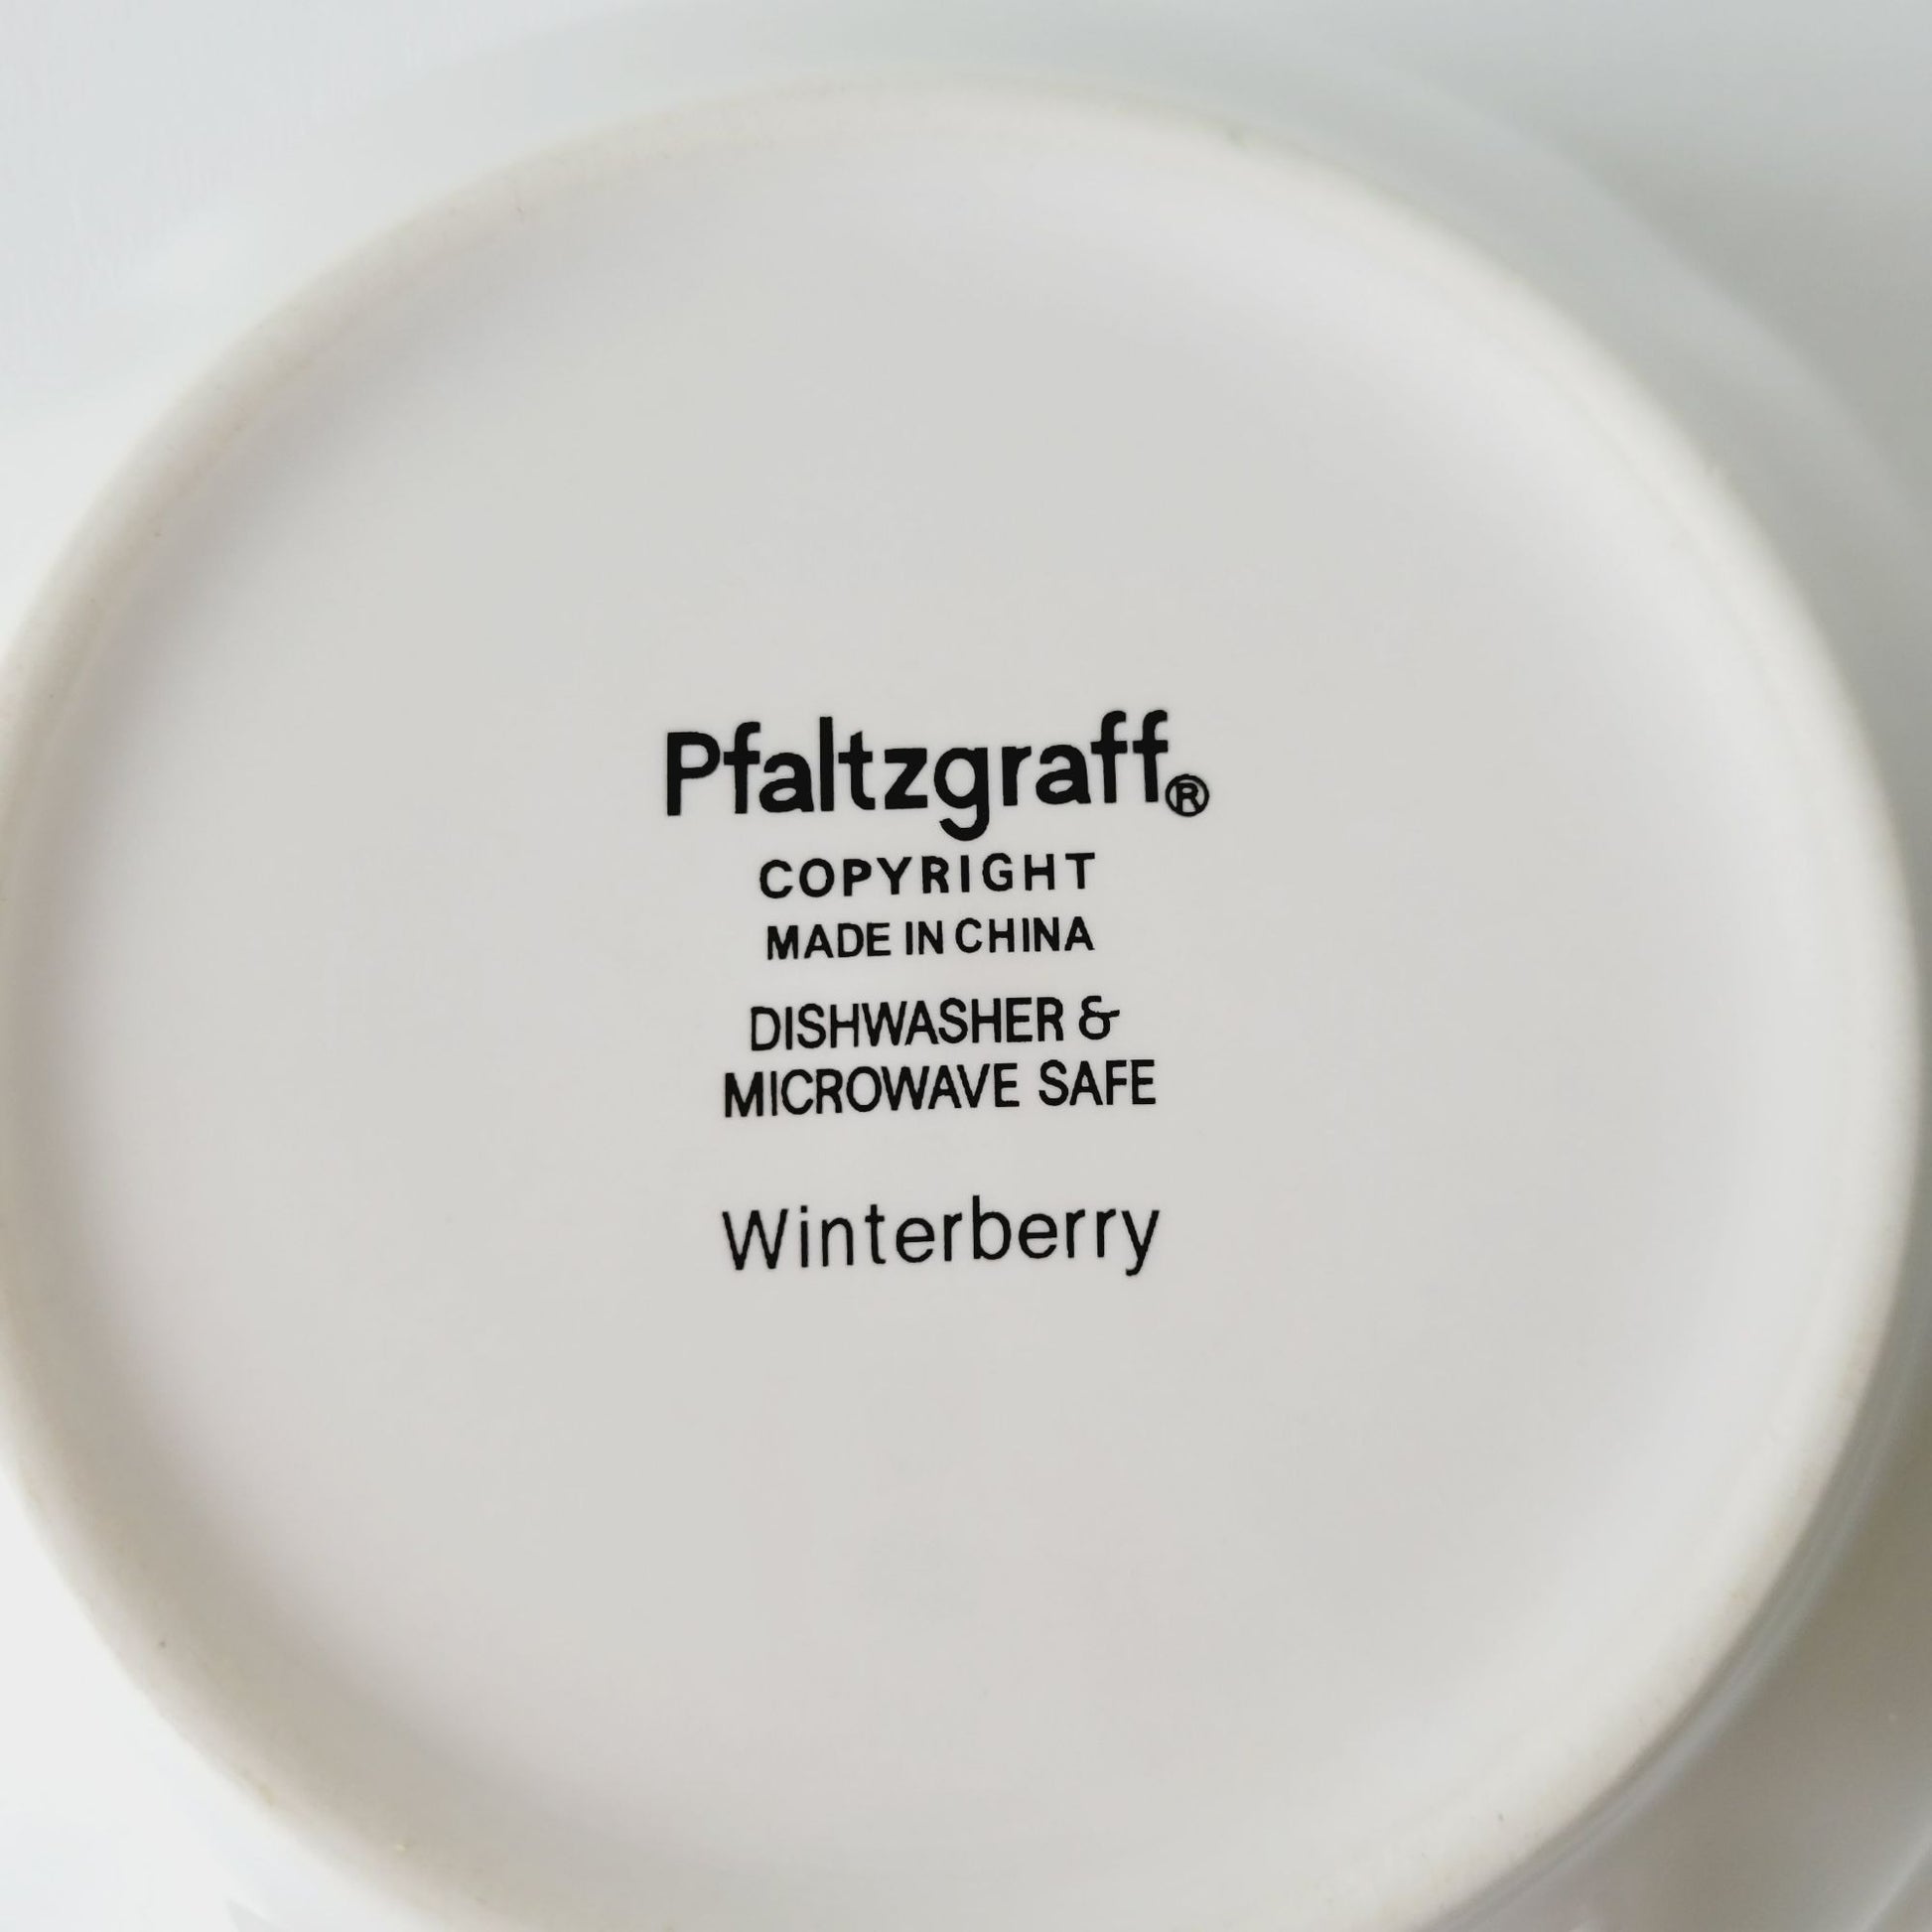 Pfaltzgraff®
COPYRIGHT
MADE IN CHINA
DISHWASHER &
MICROWAVE SAFE
Winterberry